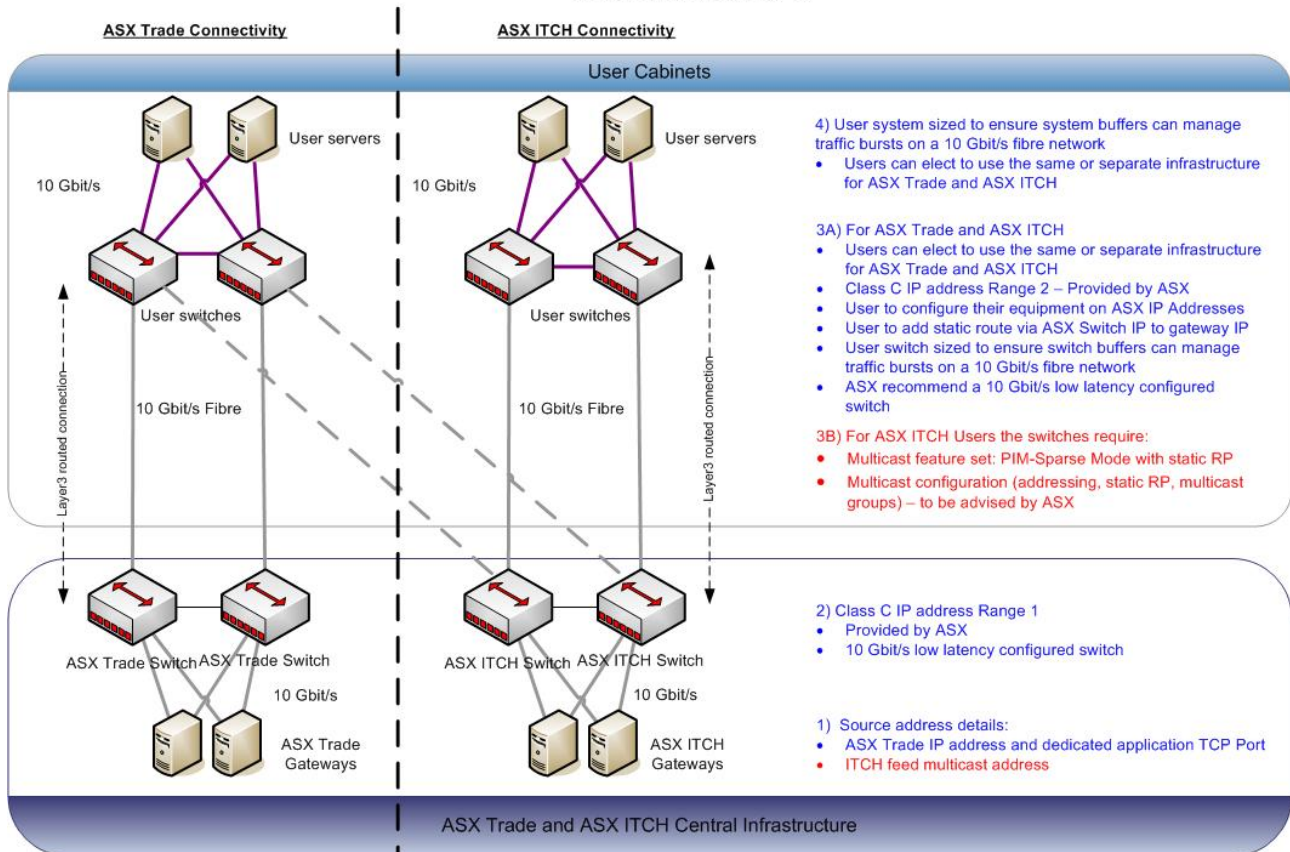 ASX Trade Connectivity
ASX ITCH Connectivity
User Cabinets
User servers
10 Gbit/s
User switches
Layer3 routed connection
10 Gbit/s Fibre
User servers
10 Gbit/s
User switches
10 Gbit/s Fibre
Layer3 routed connection
4) User system sized to ensure system buffers can manage
traffic bursts on a 10 Gbit/s fibre network
• Users can elect to use the same or separate infrastructure
for ASX Trade and ASX ITCH
3A) For ASX Trade and ASX ITCH
• Users can elect to use the same or separate infrastructure
for ASX Trade and ASX ITCH
• Class C IP address Range 2 – Provided by ASX
• User to configure their equipment on ASX IP Addresses
• User to add static route via ASX Switch IP to gateway IP
• User switch sized to ensure switch buffers can manage
traffic bursts on a 10 Gbit/s fibre network
• ASX recommend a 10 Gbit/s low latency configured
switch
3B) For ASX ITCH Users the switches require:
• Multicast feature set: PIM-Sparse Mode with static RP
• Multicast configuration (addressing, static RP, multicast
groups) – to be advised by ASX
ASX Trade Switch
ASX Trade Switch
10 Gbit/s
ASX Trade
Gateways
ASX ITCH Switch
ASX ITCH Switch
10 Gbit/s
ASX ITCH
Gateways
2) Class C IP address Range 1
• Provided by ASX
• 10 Gbit/s low latency configured switch
1) Source address details:
• ASX Trade IP address and dedicated application TCP Port
• ITCH feed multicast address
ASX Trade and ASX ITCH Central Infrastructure